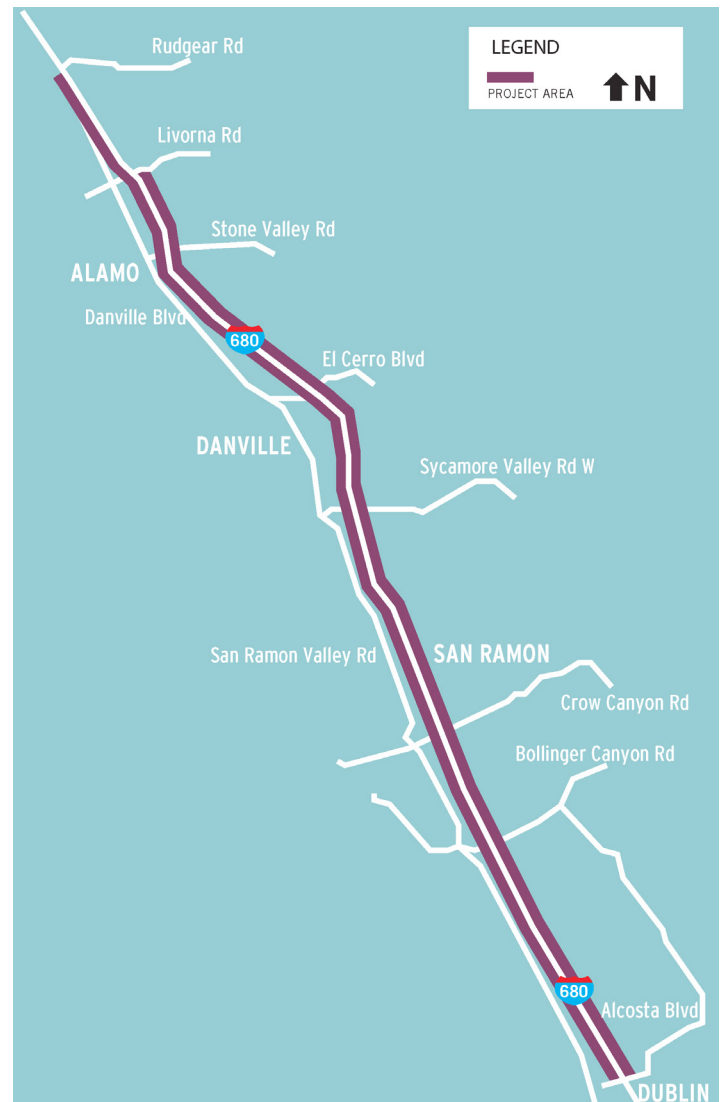 Rudgear Rd
LEGEND
PROJECT AREA
N
Livorna Rd
Stone Valley Rd
ALAMO
Danville Blvd
680
El Cerro Blvd
DANVILLE
Sycamore Valley Rd W
San Ramon Valley Rd
SAN RAMON
Crow Canyon Rd
Bollinger Canyon Rd
680
Alcosta Blvd
DUBLIN